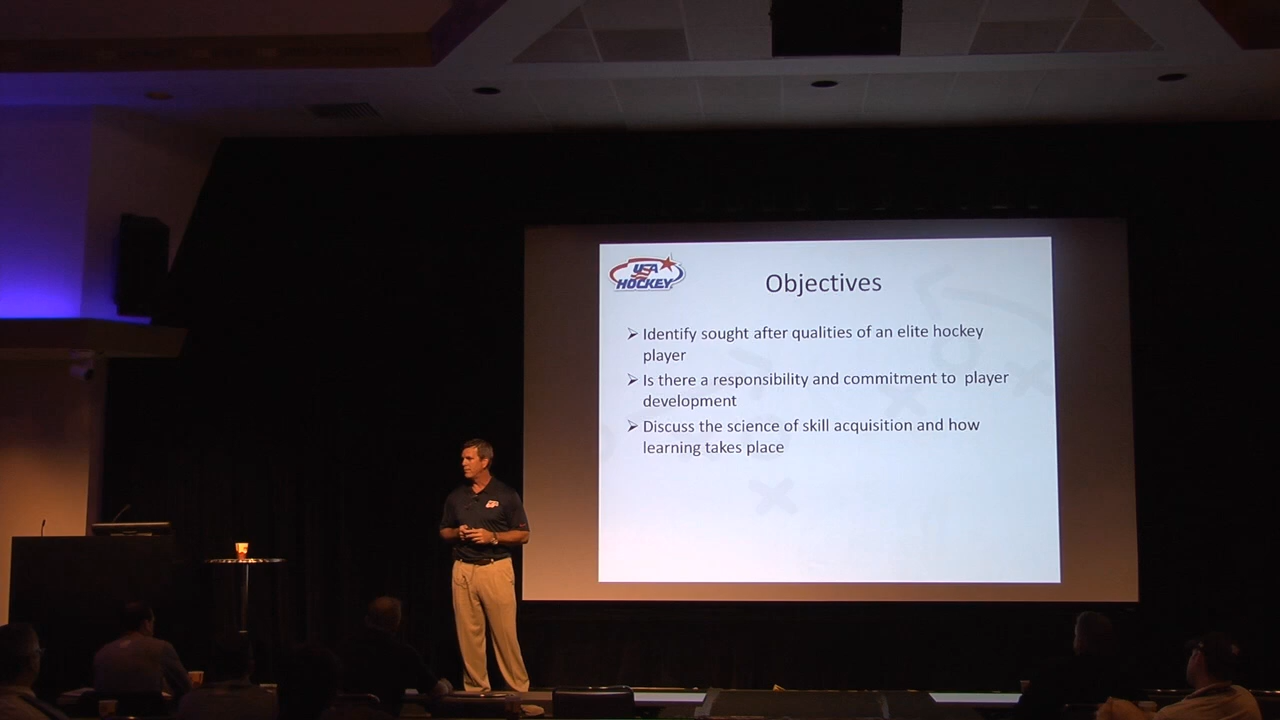 USA
HOCKEY
Objectives
➢ Identify sought after qualities of an elite hockey
player
➢ Is there a responsibility and commitment to  player
development
➢ Discuss the science of skill acquisition and how
learning takes place